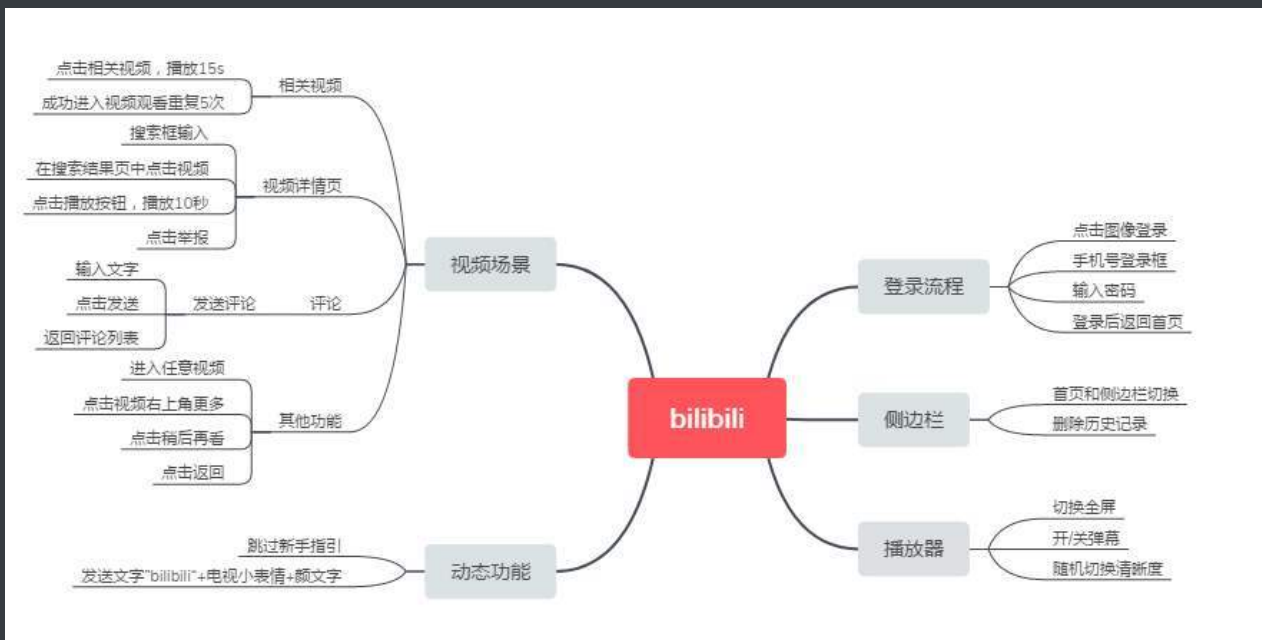 bilibili
登录流程
点击图像登录
手机号登录框
输入密码
登录后返回首页
侧边栏
首页和侧边栏切换
删除历史记录
播放器
切换全屏
开/关弹幕
随机切换清晰度
视频场景
相关视频
点击相关视频，播放15s
成功进入视频观看重复5次
视频详情页
搜索框输入
在搜索结果页中点击视频
点击播放按钮，播放10秒
点击举报
评论
发送评论
输入文字
点击发送
返回评论列表
其他功能
进入任意视频
点击视频右上角更多
点击稍后再看
点击返回
动态功能
跳过新手指引
发送文字"bilibili"+电视小表情+颜文字